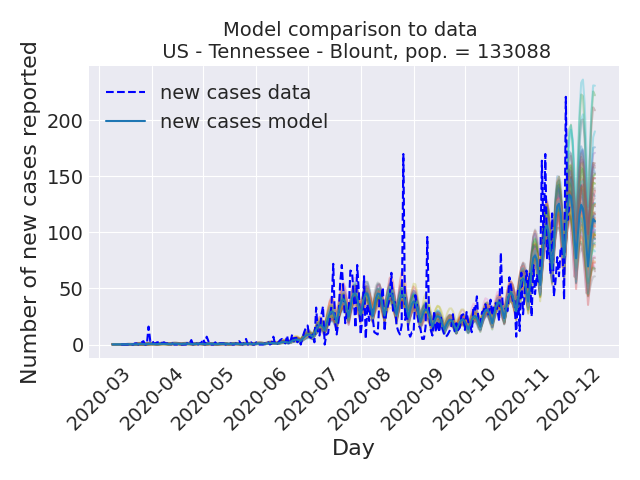 Model comparison to data
US - Tennessee - Blount, pop. = 133088
Number of new cases reported
new cases data
new cases model
200
150
100
50
0
2020-03
2020-04
2020-05
2020-06
2020-07
2020-08
2020-09
2020-10
2020-11
2020-12
Day